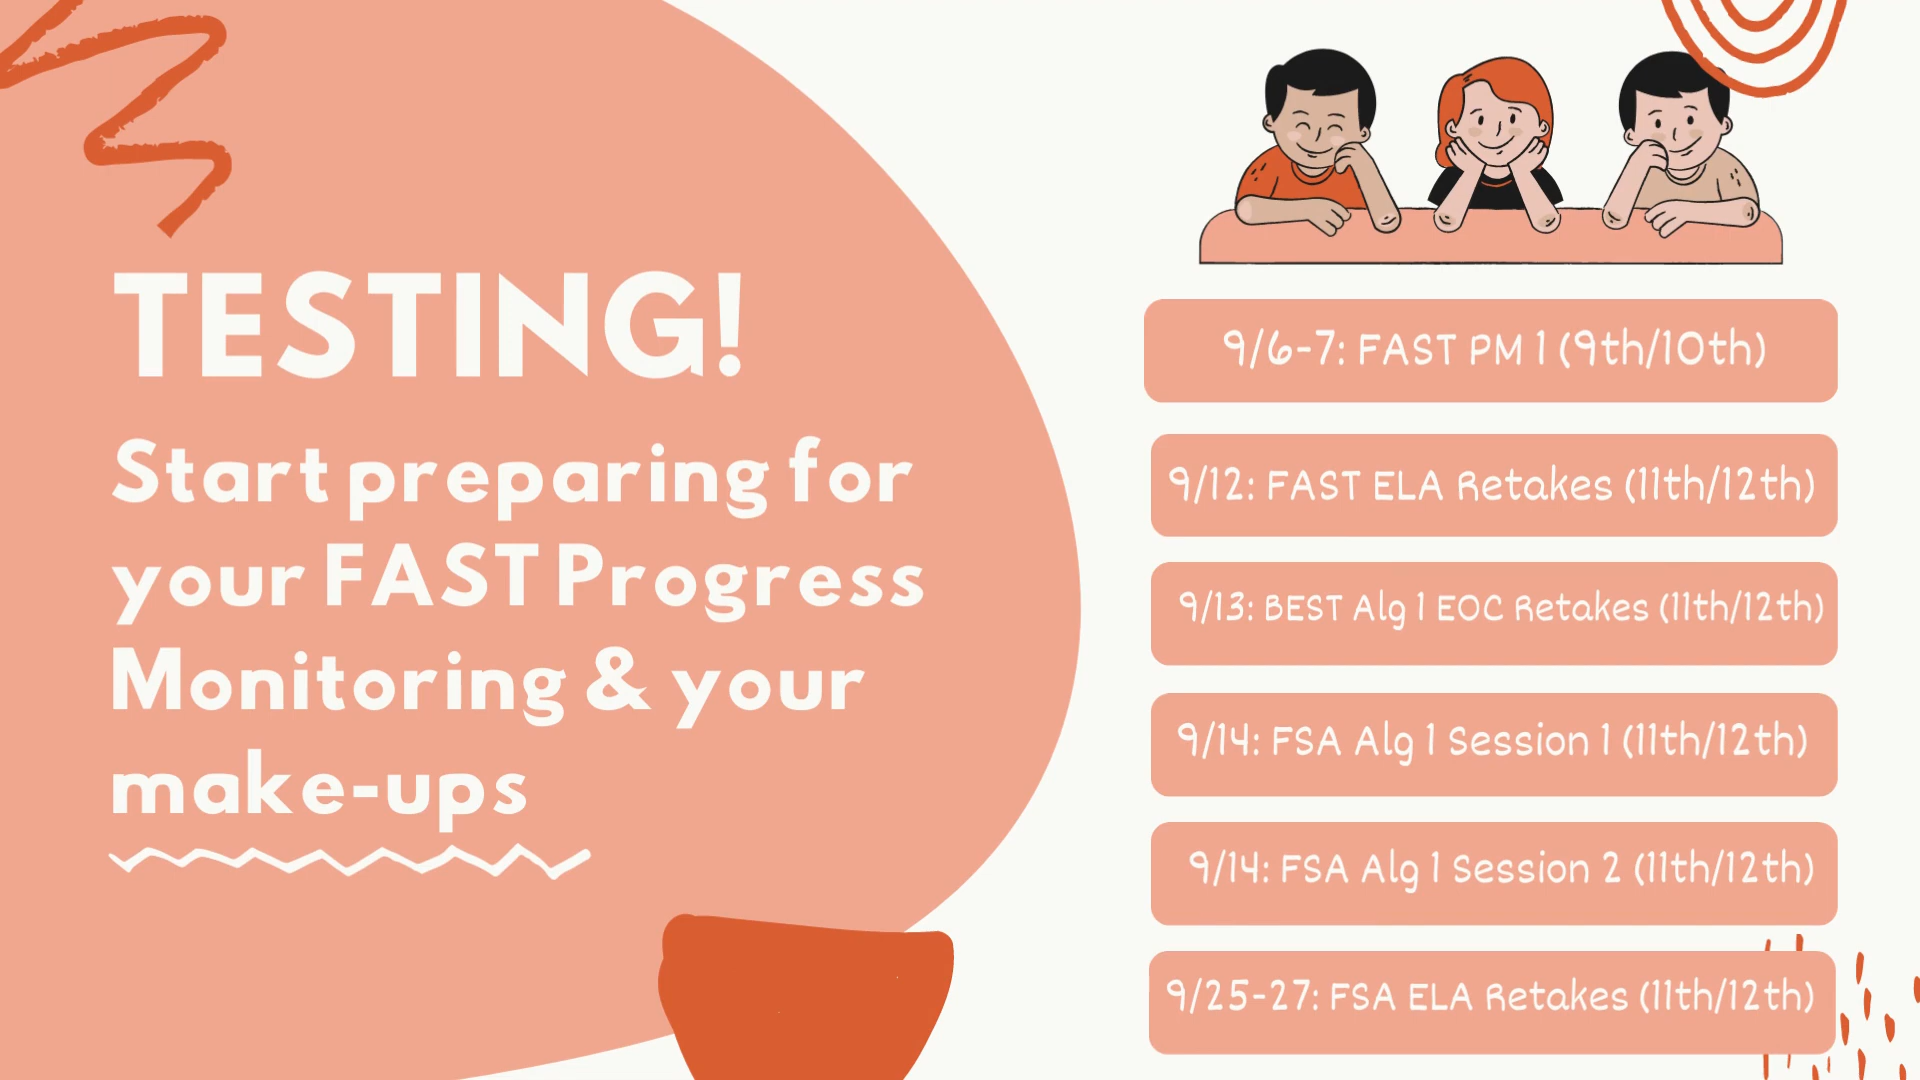 TESTING!
Start preparing for
your FAST Progress
Monitoring & your
make-ups
9/6-7: FAST PM 1 (9th/10th)
9/12: FAST ELA Retakes (11th/12th)
9/13: BEST Alg 1 EOC Retakes (11th/12th)
9/14: FSA Alg 1 Session 1 (11th/12th)
9/14: FSA Alg 1 Session 2 (11th/12th)
9/25-27: FSA ELA Retakes (11th/12th)